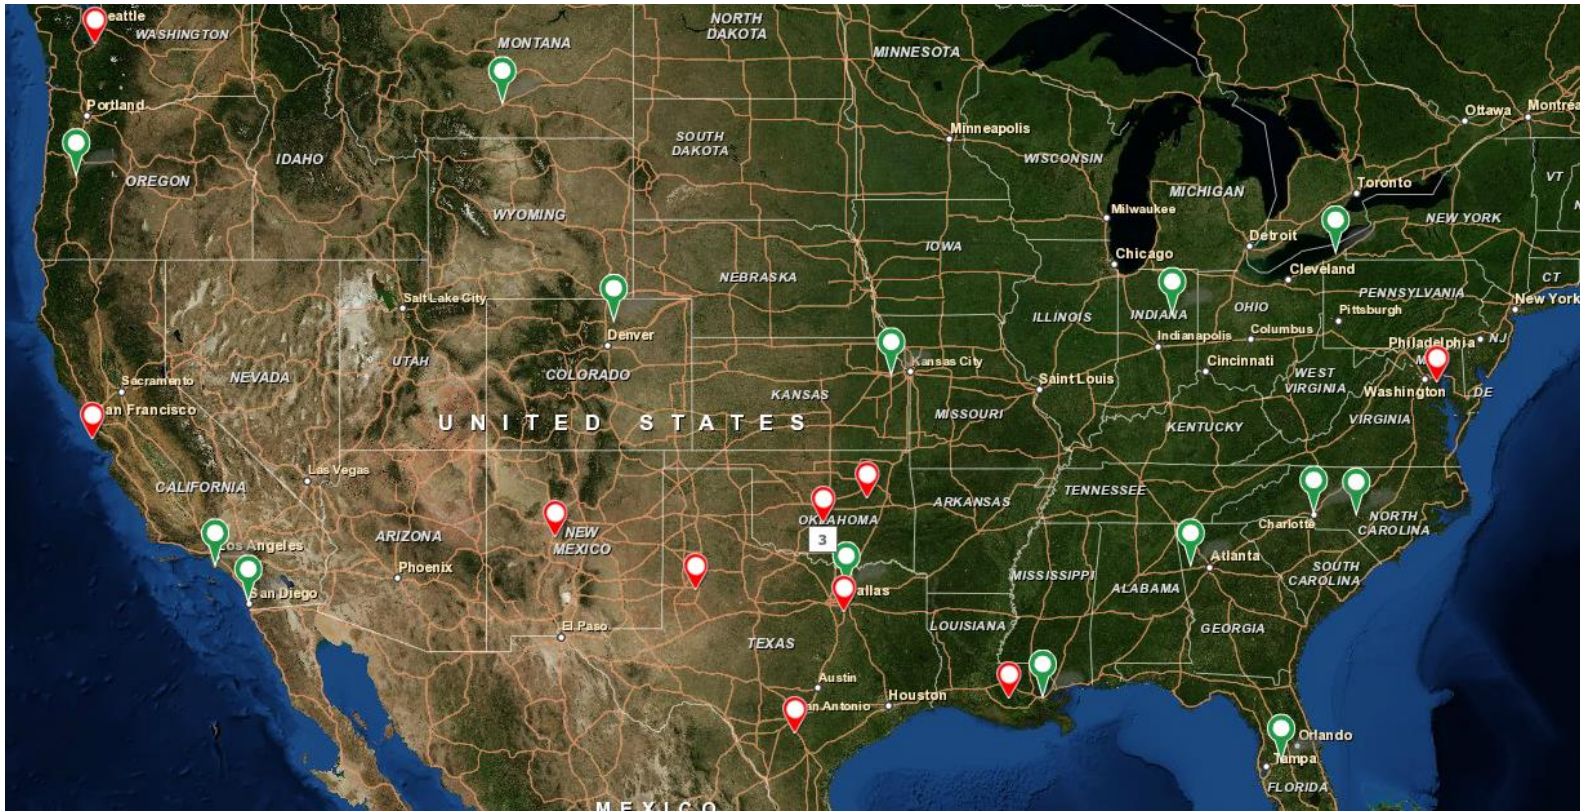 eattle
WASHINGTON
MONTANA
NORTH
DAKOTA
MINNESOTA
Portland
OREGON
IDAHO
SOUTH
DAKOTA
Minneapolis
WISCONSIN
Ottawa
Montréa
WYOMING
MICHIGAN
Toronto
VT
NEW YORK
N
Milwaukee
Detroit
IOWA
Chicago
Cleveland
CT
NEBRASKA
Salt Lake City
PENNSYLVANIA
New York
ILLINOIS
INDIANA
OHIO
Pittsburgh
Denver
Indianapolis
Columbus
Philadelphia
NJ
UTAH
COLORADO
Kansas City
Cincinnati
M
Sacramento
NEVADA
Saint Louis
WEST
VIRGINIA
Washington
DE
KANSAS
an Francisco
UNITED STATES
MISSOURI
KENTUCKY
VIRGINIA
Las Vegas
CALIFORNIA
ARKANSAS
TENNESSEE
OKLAHOMA
Charlotte
NORTH
CAROLINA
ARIZONA
NEW
MEXICO
3
Los Angeles
Phoenix
Atlanta
MISSISSIPPI
ALABAMA
SOUTH
CAROLINA
San Diego
allas
El Paso
TEXAS
LOUISIANA
GEORGIA
Austin
Houston
an Antonio
Orlando
Tampa
FLORIDA
MEXICO